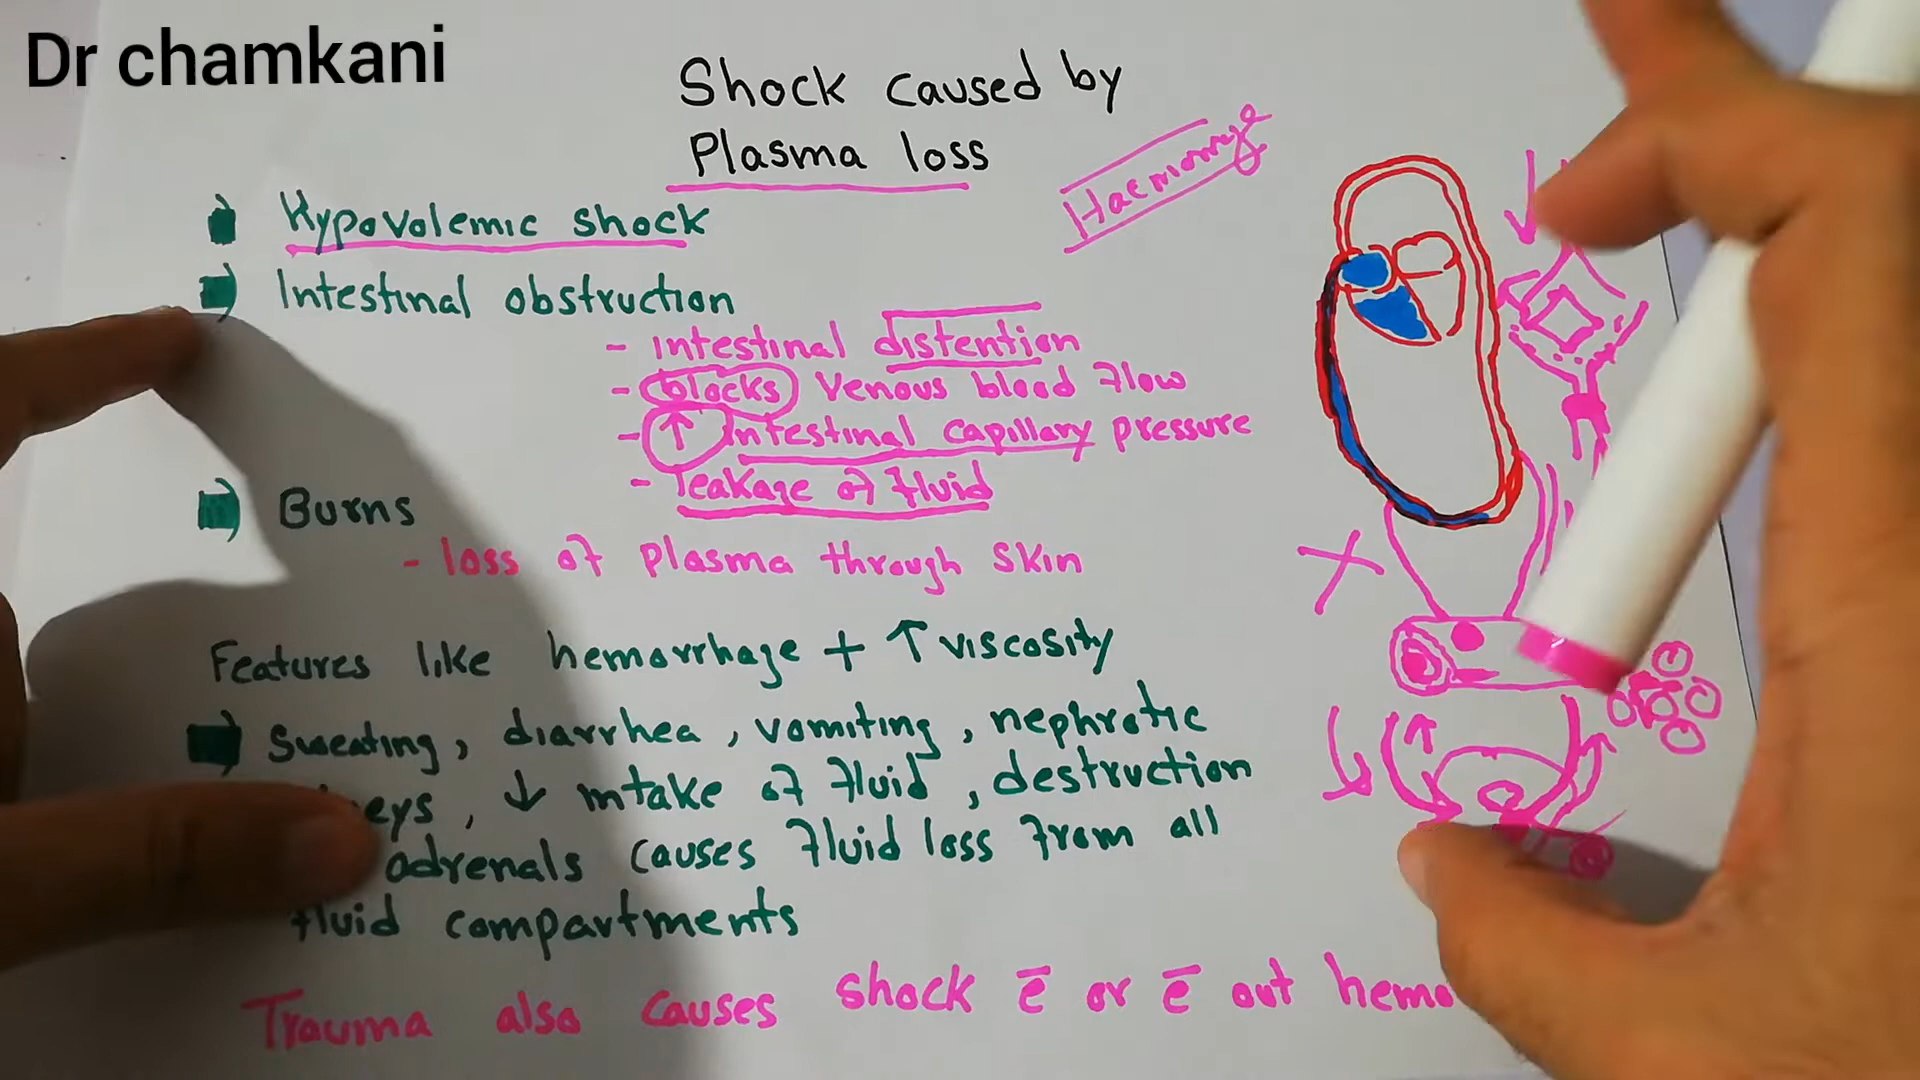 Dr chamkani
Shock caused by
Plasma loss
Haemorrage
Hypovolemic shock
Intestinal obstruction
- intestinal distention
- blocks venous blood flow
- ↑ Intestinal capillary pressure
- leakage of fluid
Burns
- loss of plasma through skin
Features like hemorrhage + ↑ viscosity
Sweating, diarrhea, vomiting, nephrotic
eys, ↓ intake of fluid, destruction
adrenals causes fluid loss from all
fluid compartments
Trauma also causes shock c̄ or c̄ out hemo